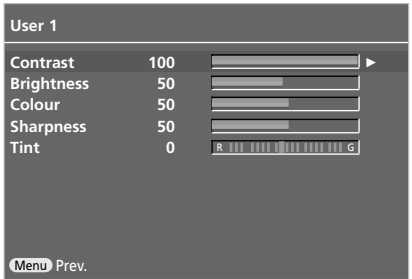 User 1
Contrast 100
Brightness 50
Colour 50
Sharpness 50
Tint 0 R G
Menu Prev.